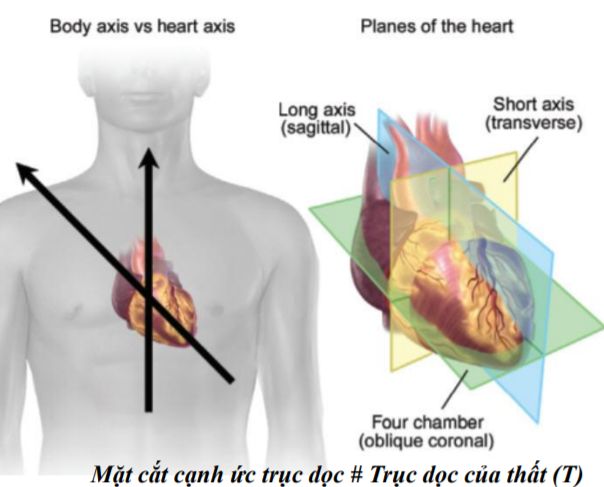 Body axis vs heart axis
Planes of the heart
Long axis
(sagittal)
Short axis
(transverse)
Four chamber
(oblique coronal)
Mặt cắt cạnh ức trục dọc # Trục dọc của thất (T)